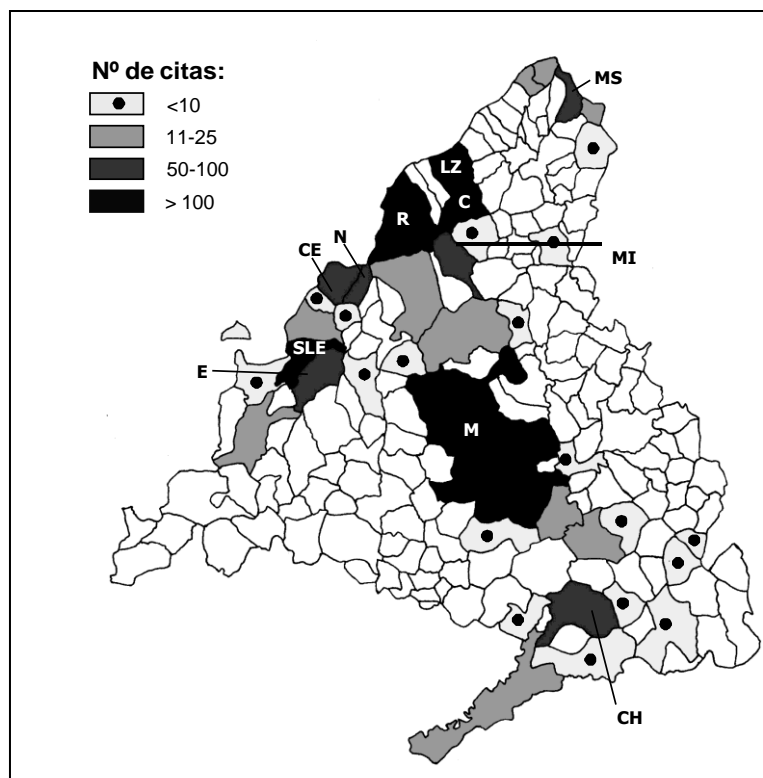 Nº de citas:
<10
11-25
50-100
> 100
MS
LZ
C
R
N
CE
MI
SLE
E
M
CH